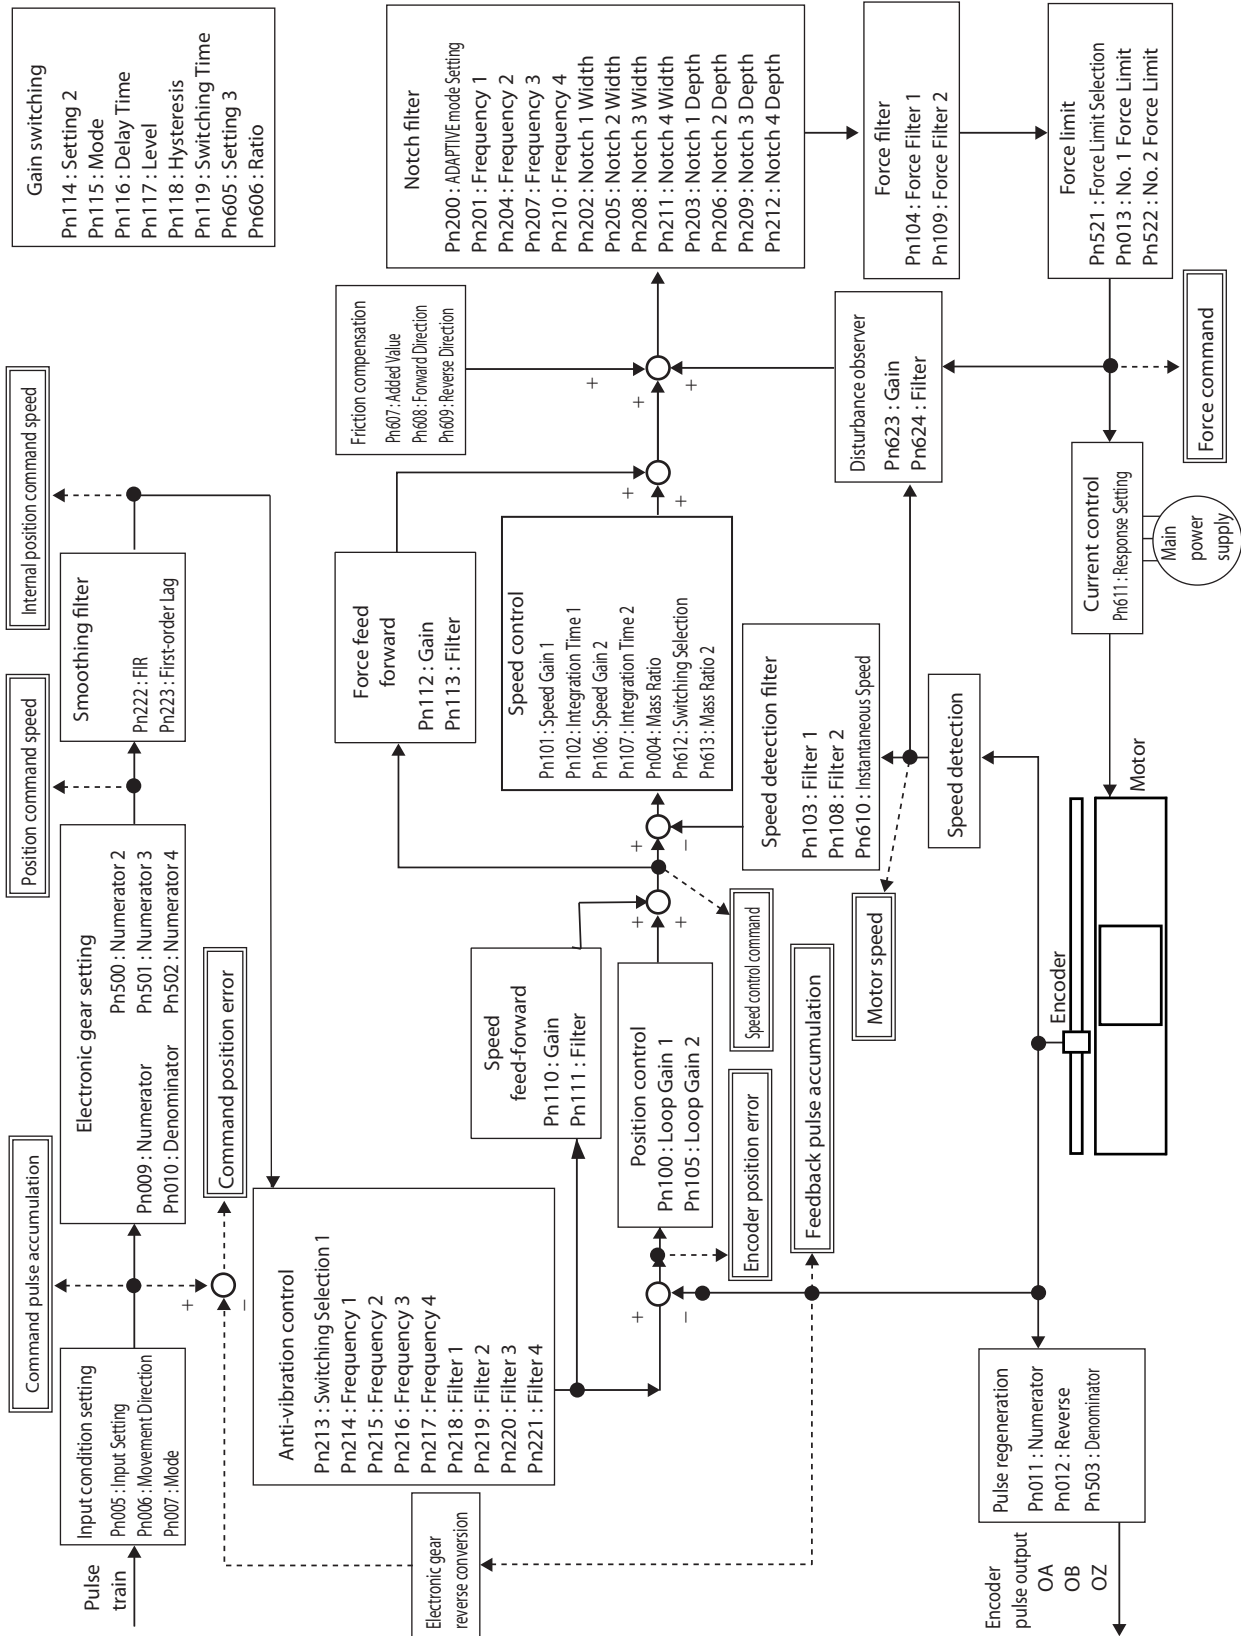 Pulse
train
Input condition setting
Pn005 : Input Setting
Pn006 : Movement Direction
Pn007 : Mode
Command pulse accumulation
Electronic gear setting
Pn009 : Numerator
Pn010 : Denominator
Pn500 : Numerator 2
Pn501 : Numerator 3
Pn502 : Numerator 4
Position command speed
Smoothing filter
Pn222 : FIR
Pn223 : First-order Lag
Internal position command speed
Gain switching
Pn114 : Setting 2
Pn115 : Mode
Pn116 : Delay Time
Pn117 : Level
Pn118 : Hysteresis
Pn119 : Switching Time
Pn605 : Setting 3
Pn606 : Ratio
+
−
Command position error
Anti-vibration control
Pn213 : Switching Selection 1
Pn214 : Frequency 1
Pn215 : Frequency 2
Pn216 : Frequency 3
Pn217 : Frequency 4
Pn218 : Filter 1
Pn219 : Filter 2
Pn220 : Filter 3
Pn221 : Filter 4
Electronic gear
reverse conversion
Speed
feed-forward
Pn110 : Gain
Pn111 : Filter
+
−
Position control
Pn100 : Loop Gain 1
Pn105 : Loop Gain 2
Encoder position error
Feedback pulse accumulation
+
+
Speed control command
+
−
Force feed
forward
Pn112 : Gain
Pn113 : Filter
Speed control
Pn101 : Speed Gain 1
Pn102 : Integration Time 1
Pn106 : Speed Gain 2
Pn107 : Integration Time 2
Pn004 : Mass Ratio
Pn612 : Switching Selection
Pn613 : Mass Ratio 2
+
+
Friction compensation
Pn607 : Added Value
Pn608 : Forward Direction
Pn609 : Reverse Direction
+
+
+
Notch filter
Pn200 : ADAPTIVE mode Setting
Pn201 : Frequency 1
Pn204 : Frequency 2
Pn207 : Frequency 3
Pn210 : Frequency 4
Pn202 : Notch 1 Width
Pn205 : Notch 2 Width
Pn208 : Notch 3 Width
Pn211 : Notch 4 Width
Pn203 : Notch 1 Depth
Pn206 : Notch 2 Depth
Pn209 : Notch 3 Depth
Pn212 : Notch 4 Depth
Speed detection filter
Pn103 : Filter 1
Pn108 : Filter 2
Pn610 : Instantaneous Speed
Motor speed
Speed detection
Disturbance observer
Pn623 : Gain
Pn624 : Filter
Force filter
Pn104 : Force Filter 1
Pn109 : Force Filter 2
Force limit
Pn521 : Force Limit Selection
Pn013 : No. 1 Force Limit
Pn522 : No. 2 Force Limit
Force command
Current control
Pn611 : Response Setting
Main
power
supply
Encoder
Motor
Pulse regeneration
Pn011 : Numerator
Pn012 : Reverse
Pn503 : Denominator
Encoder
pulse output
OA
OB
OZ